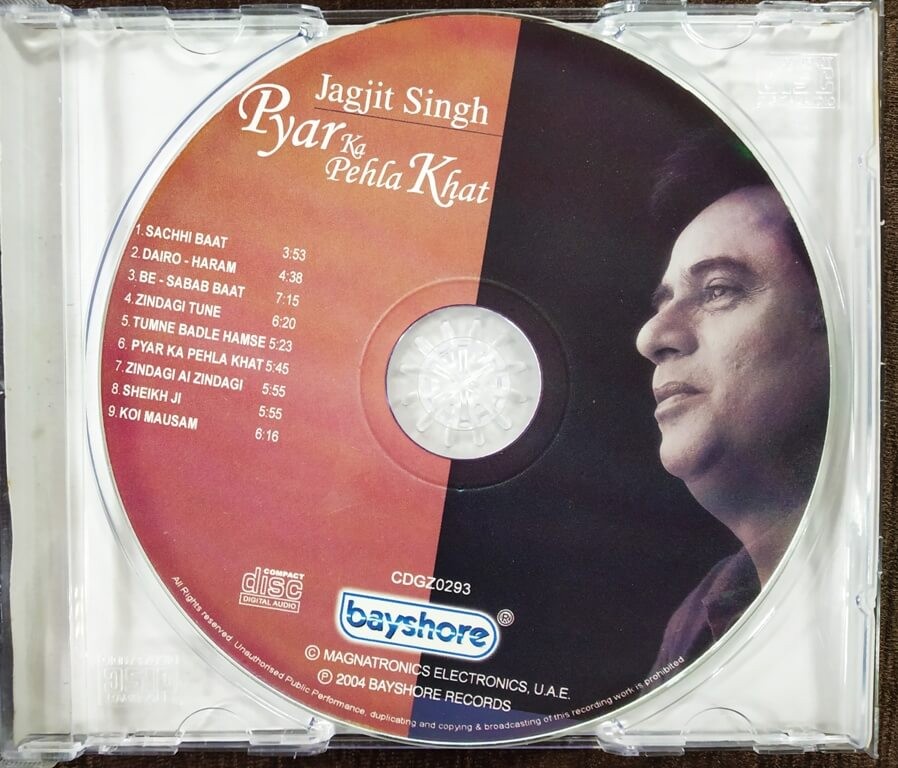 Jagjit Singh
Pyar Ka
Pehla Khat
1. SACHHI BAAT 3:53
2. DAIRO - HARAM 4:38
3. BE - SABAB BAAT 7:15
4. ZINDAGI TUNE 6:20
5. TUMNE BADLE HAMSE 5:23
6. PYAR KA PEHLA KHAT 5:45
7. ZINDAGI AI ZINDAGI 5:55
8. SHEIKH JI 5:55
9. KOI MAUSAM 6:16
COMPACT
disc
DIGITAL AUDIO
CDGZ0293
bayshore®
© MAGNATRONICS ELECTRONICS, U.A.E.
℗ 2004 BAYSHORE RECORDS
All Rights reserved. Unauthorised Public Performance, duplicating and copying & broadcasting of this recording work is prohibited